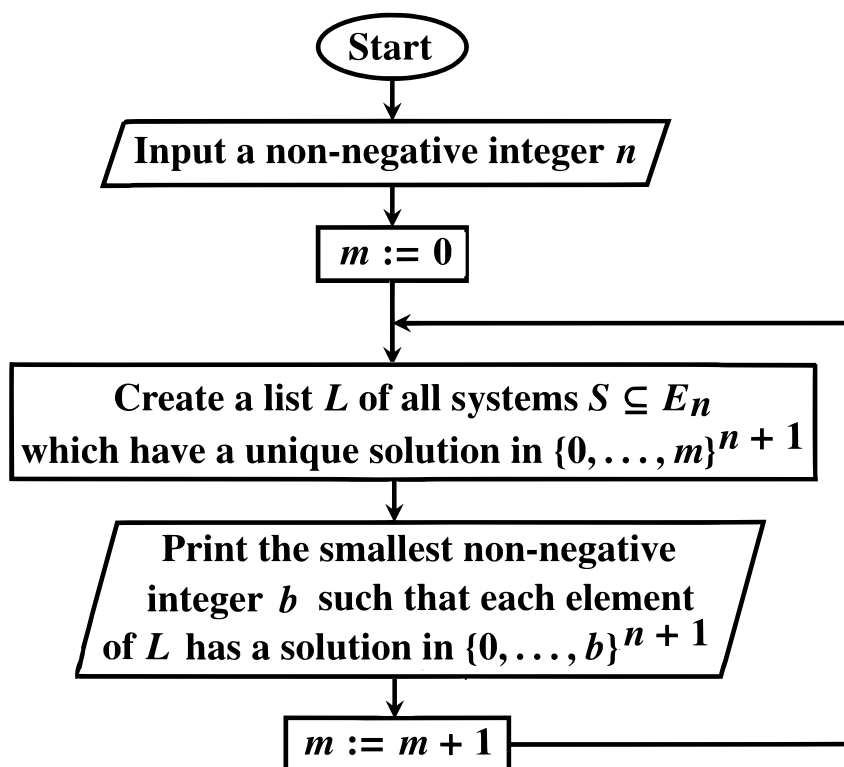 Start
Input a non-negative integer n
m := 0
Create a list L of all systems S ⊆ Eₙ
which have a unique solution in {0, . . . , m}ⁿ ⁺ ¹
Print the smallest non-negative
integer b such that each element
of L has a solution in {0, . . . , b}ⁿ ⁺ ¹
m := m + 1